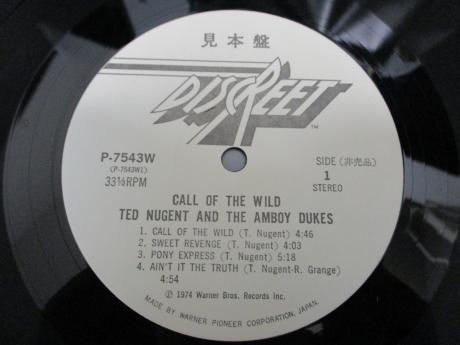 見本盤
DISCREET
TM
P-7543W
(P-7543W1)
33⅓RPM
SIDE (非売品)
1
STEREO
CALL OF THE WILD
TED NUGENT AND THE AMBOY DUKES
1. CALL OF THE WILD (T. Nugent) 4:46
2. SWEET REVENGE (T. Nugent) 4:03
3. PONY EXPRESS (T. Nugent) 5:18
4. AIN'T IT THE TRUTH (T. Nugent-R. Grange)
4:54
Ⓟ 1974 Warner Bros. Records Inc.
MADE BY WARNER PIONEER CORPORATION, JAPAN.